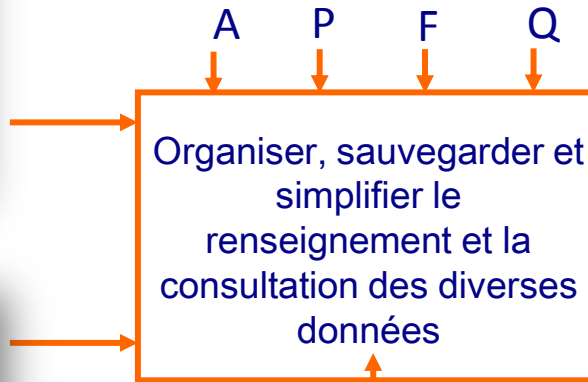 A P F Q
Organiser, sauvegarder et
simplifier le
renseignement et la
consultation des diverses
données